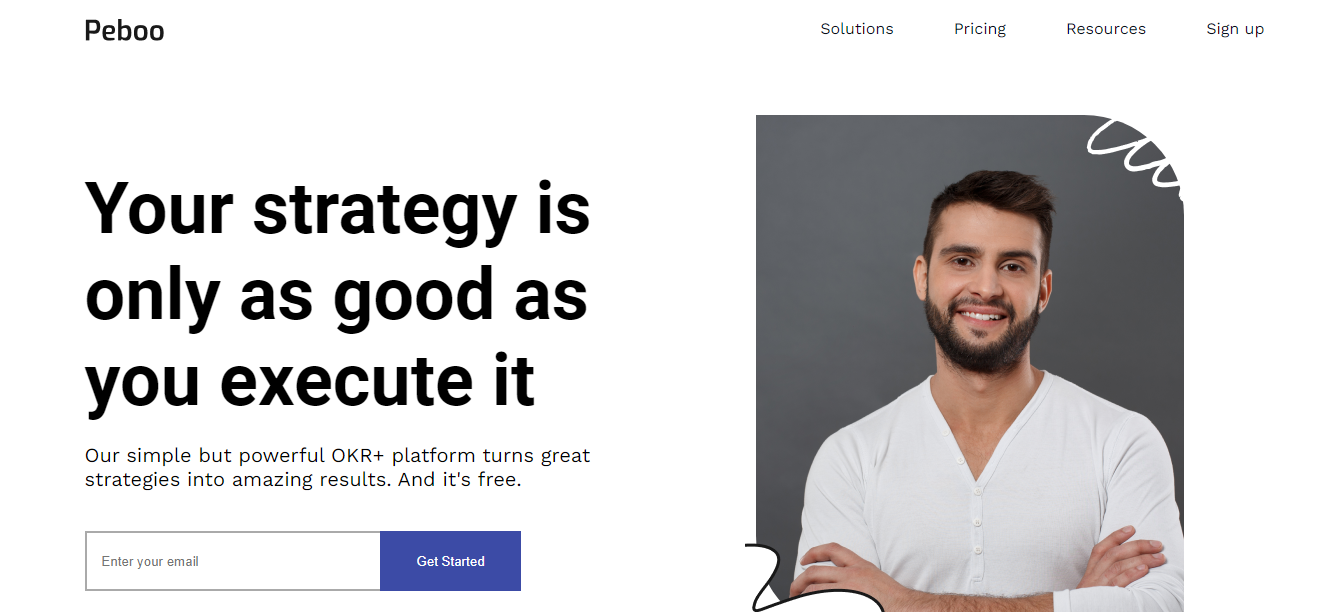 Peboo
Solutions
Pricing
Resources
Sign up
Your strategy is
only as good as
you execute it
Our simple but powerful OKR+ platform turns great
strategies into amazing results. And it's free.
Enter your email
Get Started